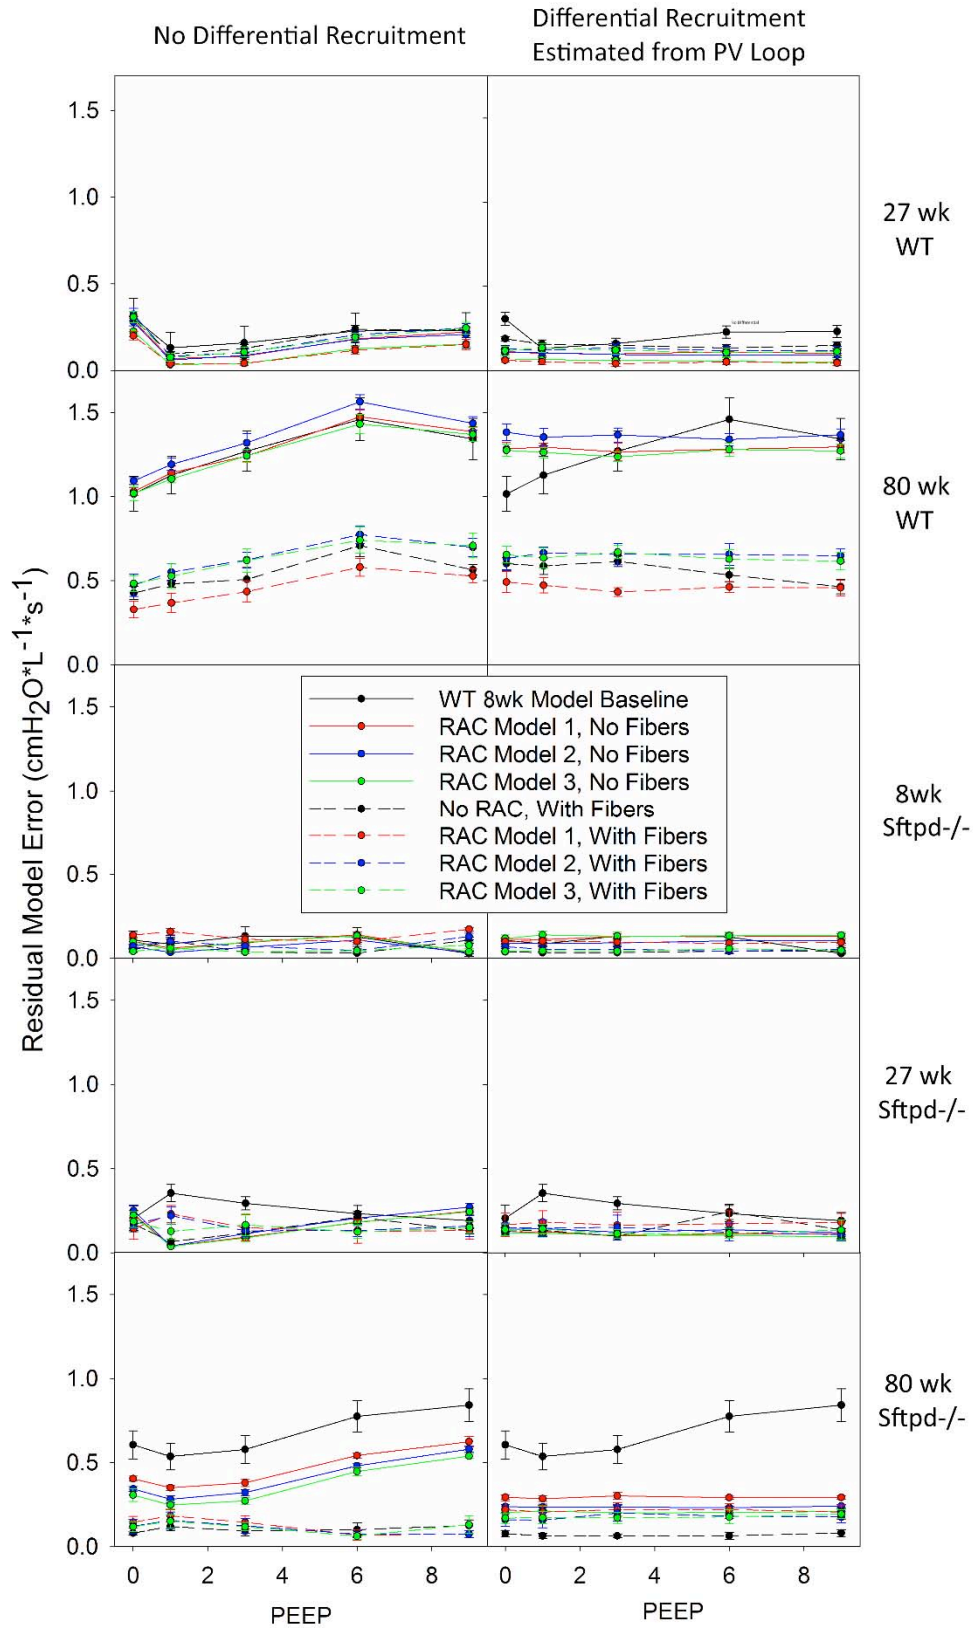 No Differential Recruitment
Differential Recruitment
Estimated from PV Loop
Residual Model Error (cmH2O*L-1*s-1)
1.5
1.0
0.5
0.0
27 wk
WT
1.5
1.0
0.5
0.0
80 wk
WT
WT 8wk Model Baseline
RAC Model 1, No Fibers
RAC Model 2, No Fibers
RAC Model 3, No Fibers
No RAC, With Fibers
RAC Model 1, With Fibers
RAC Model 2, With Fibers
RAC Model 3, With Fibers
1.5
1.0
0.5
0.0
8wk
Sftpd-/-
1.5
1.0
0.5
0.0
27 wk
Sftpd-/-
1.5
1.0
0.5
0.0
80 wk
Sftpd-/-
0 2 4 6 8
0 2 4 6 8
PEEP
PEEP